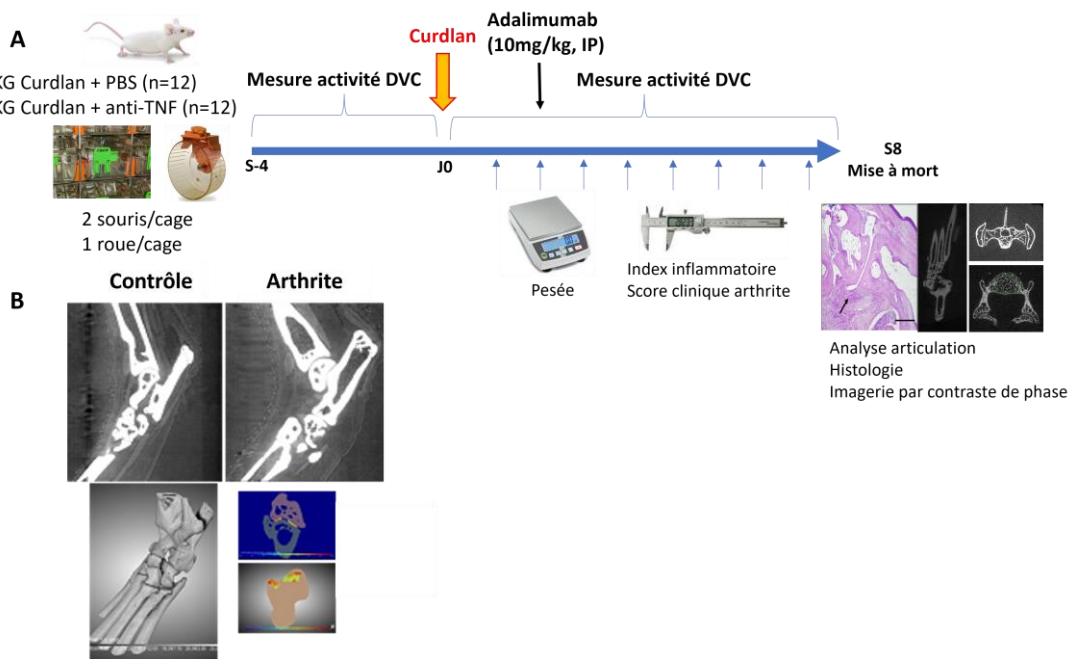 A
Curdlan
Adalimumab
(10mg/kg, IP)
KG Curdlan + PBS (n=12)
KG Curdlan + anti-TNF (n=12)
Mesure activité DVC
Mesure activité DVC
S-4
J0
S8
Mise à mort
2 souris/cage
1 roue/cage
Pesée
Index inflammatoire
Score clinique arthrite
Analyse articulation
Histologie
Imagerie par contraste de phase
B
Contrôle
Arthrite